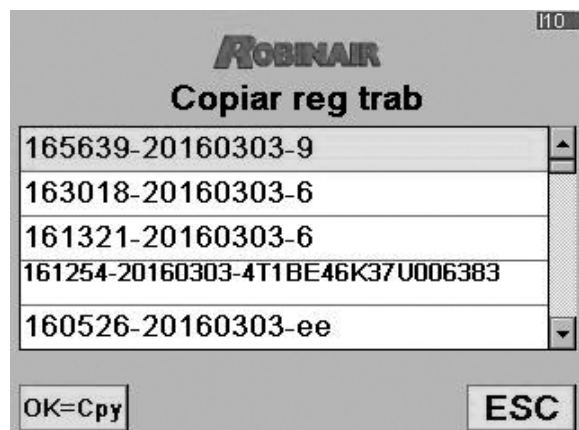 I10
ROBINAIR
Copiar reg trab
165639-20160303-9
163018-20160303-6
161321-20160303-6
161254-20160303-4T1BE46K37U006383
160526-20160303-ee
OK=Cpy
ESC